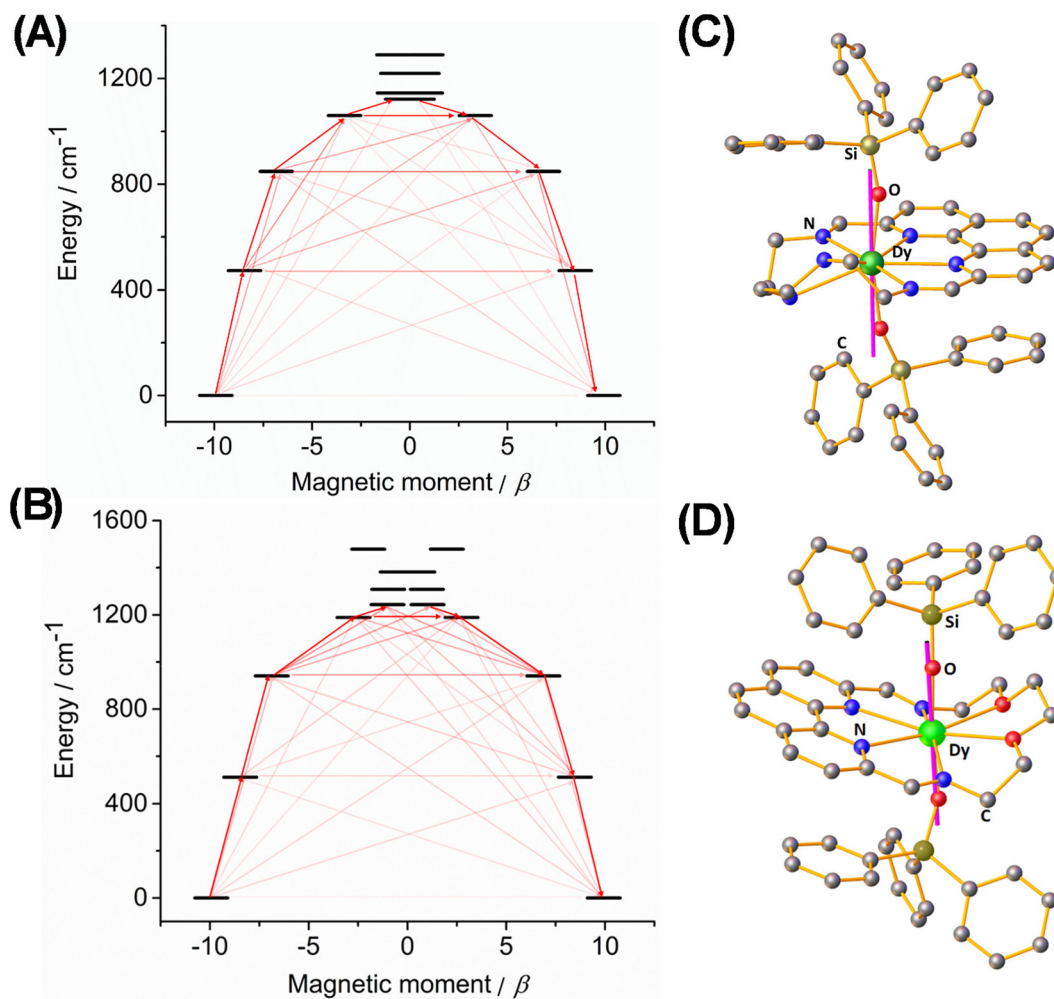 (A)
1200
800
400
0
Energy / cm⁻¹
-10 -5 0 5 10
Magnetic moment / β
(B)
1600
1200
800
400
0
Energy / cm⁻¹
-10 -5 0 5 10
Magnetic moment / β
(C)
Si
O
N
Dy
C
(D)
Si
O
N
Dy
C